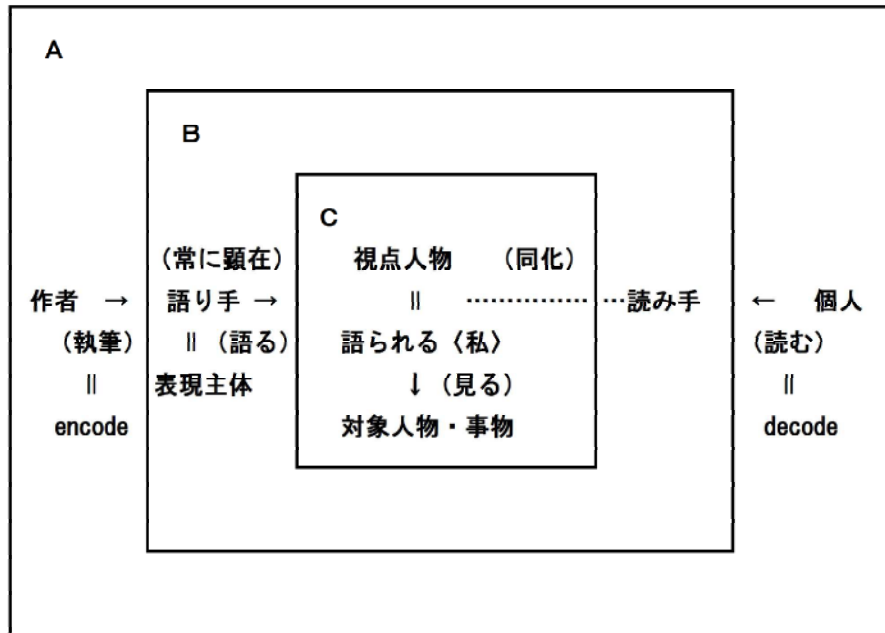 A
B
C
(常に顕在) 視点人物 (同化)
作者 → 語り手 → || ………………読み手 ← 個人
(執筆) || (語る) 語られる〈私〉 (読む)
|| 表現主体 ↓ (見る) ||
encode 対象人物・事物 decode